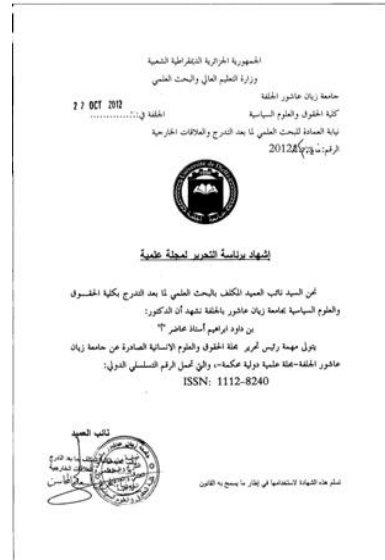 الجمهورية الجزائرية الديمقراطية الشعبية
وزارة التعليم العالي والبحث العلمي
جامعة زيان عاشور الجلفة
كلية الحقوق والعلوم السياسية
الجلفة في:
27 OCT 2012
نيابة العمادة للبحث العلمي لما بعد التدرج والعلاقات الخارجية
الرقم: 2012
إشهاد برئاسة التحرير لمجلة علمية
نحن السيد نائب العميد المكلف بالبحث العلمي لما بعد التدرج بكلية الحقوق
والعلوم السياسية بجامعة زيان عاشور بالجلفة نشهد أن الدكتور:
بن داود ابراهيم أستاذ محاضر "أ"
يتولى مهمة رئيس تحرير مجلة الحقوق والعلوم الانسانية الصادرة عن جامعة زيان
عاشور الجلفة-مجلة علمية دولية محكمة-، والتي تحمل الرقم التسلسلي الدولي:
ISSN: 1112-8240
نائب العميد
تسلم هذه الشهادة لاستخدامها في إطار ما يسمح به القانون